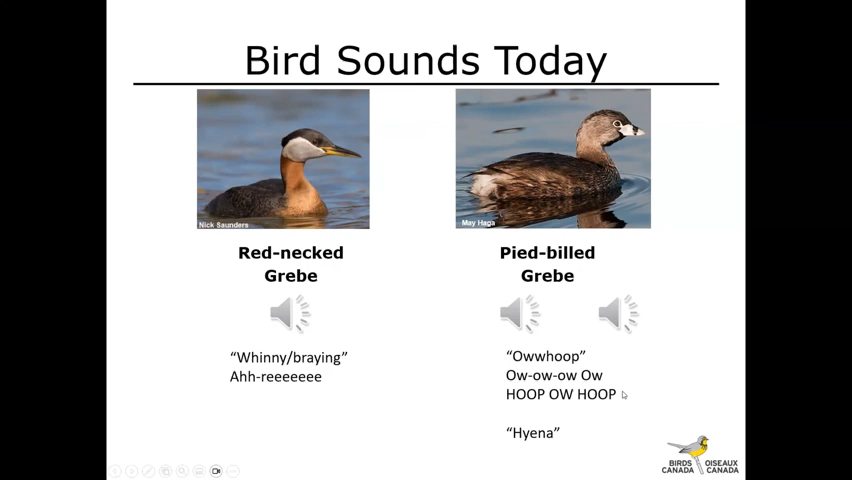 Bird Sounds Today
Nick Saunders
May Haga
Red-necked
Grebe
Pied-billed
Grebe
“Whinny/braying”
Ahh-reeeeeee
“Owwhoop”
Ow-ow-ow Ow
HOOP OW HOOP
“Hyena”
BIRDS
CANADA
OISEAUX
CANADA